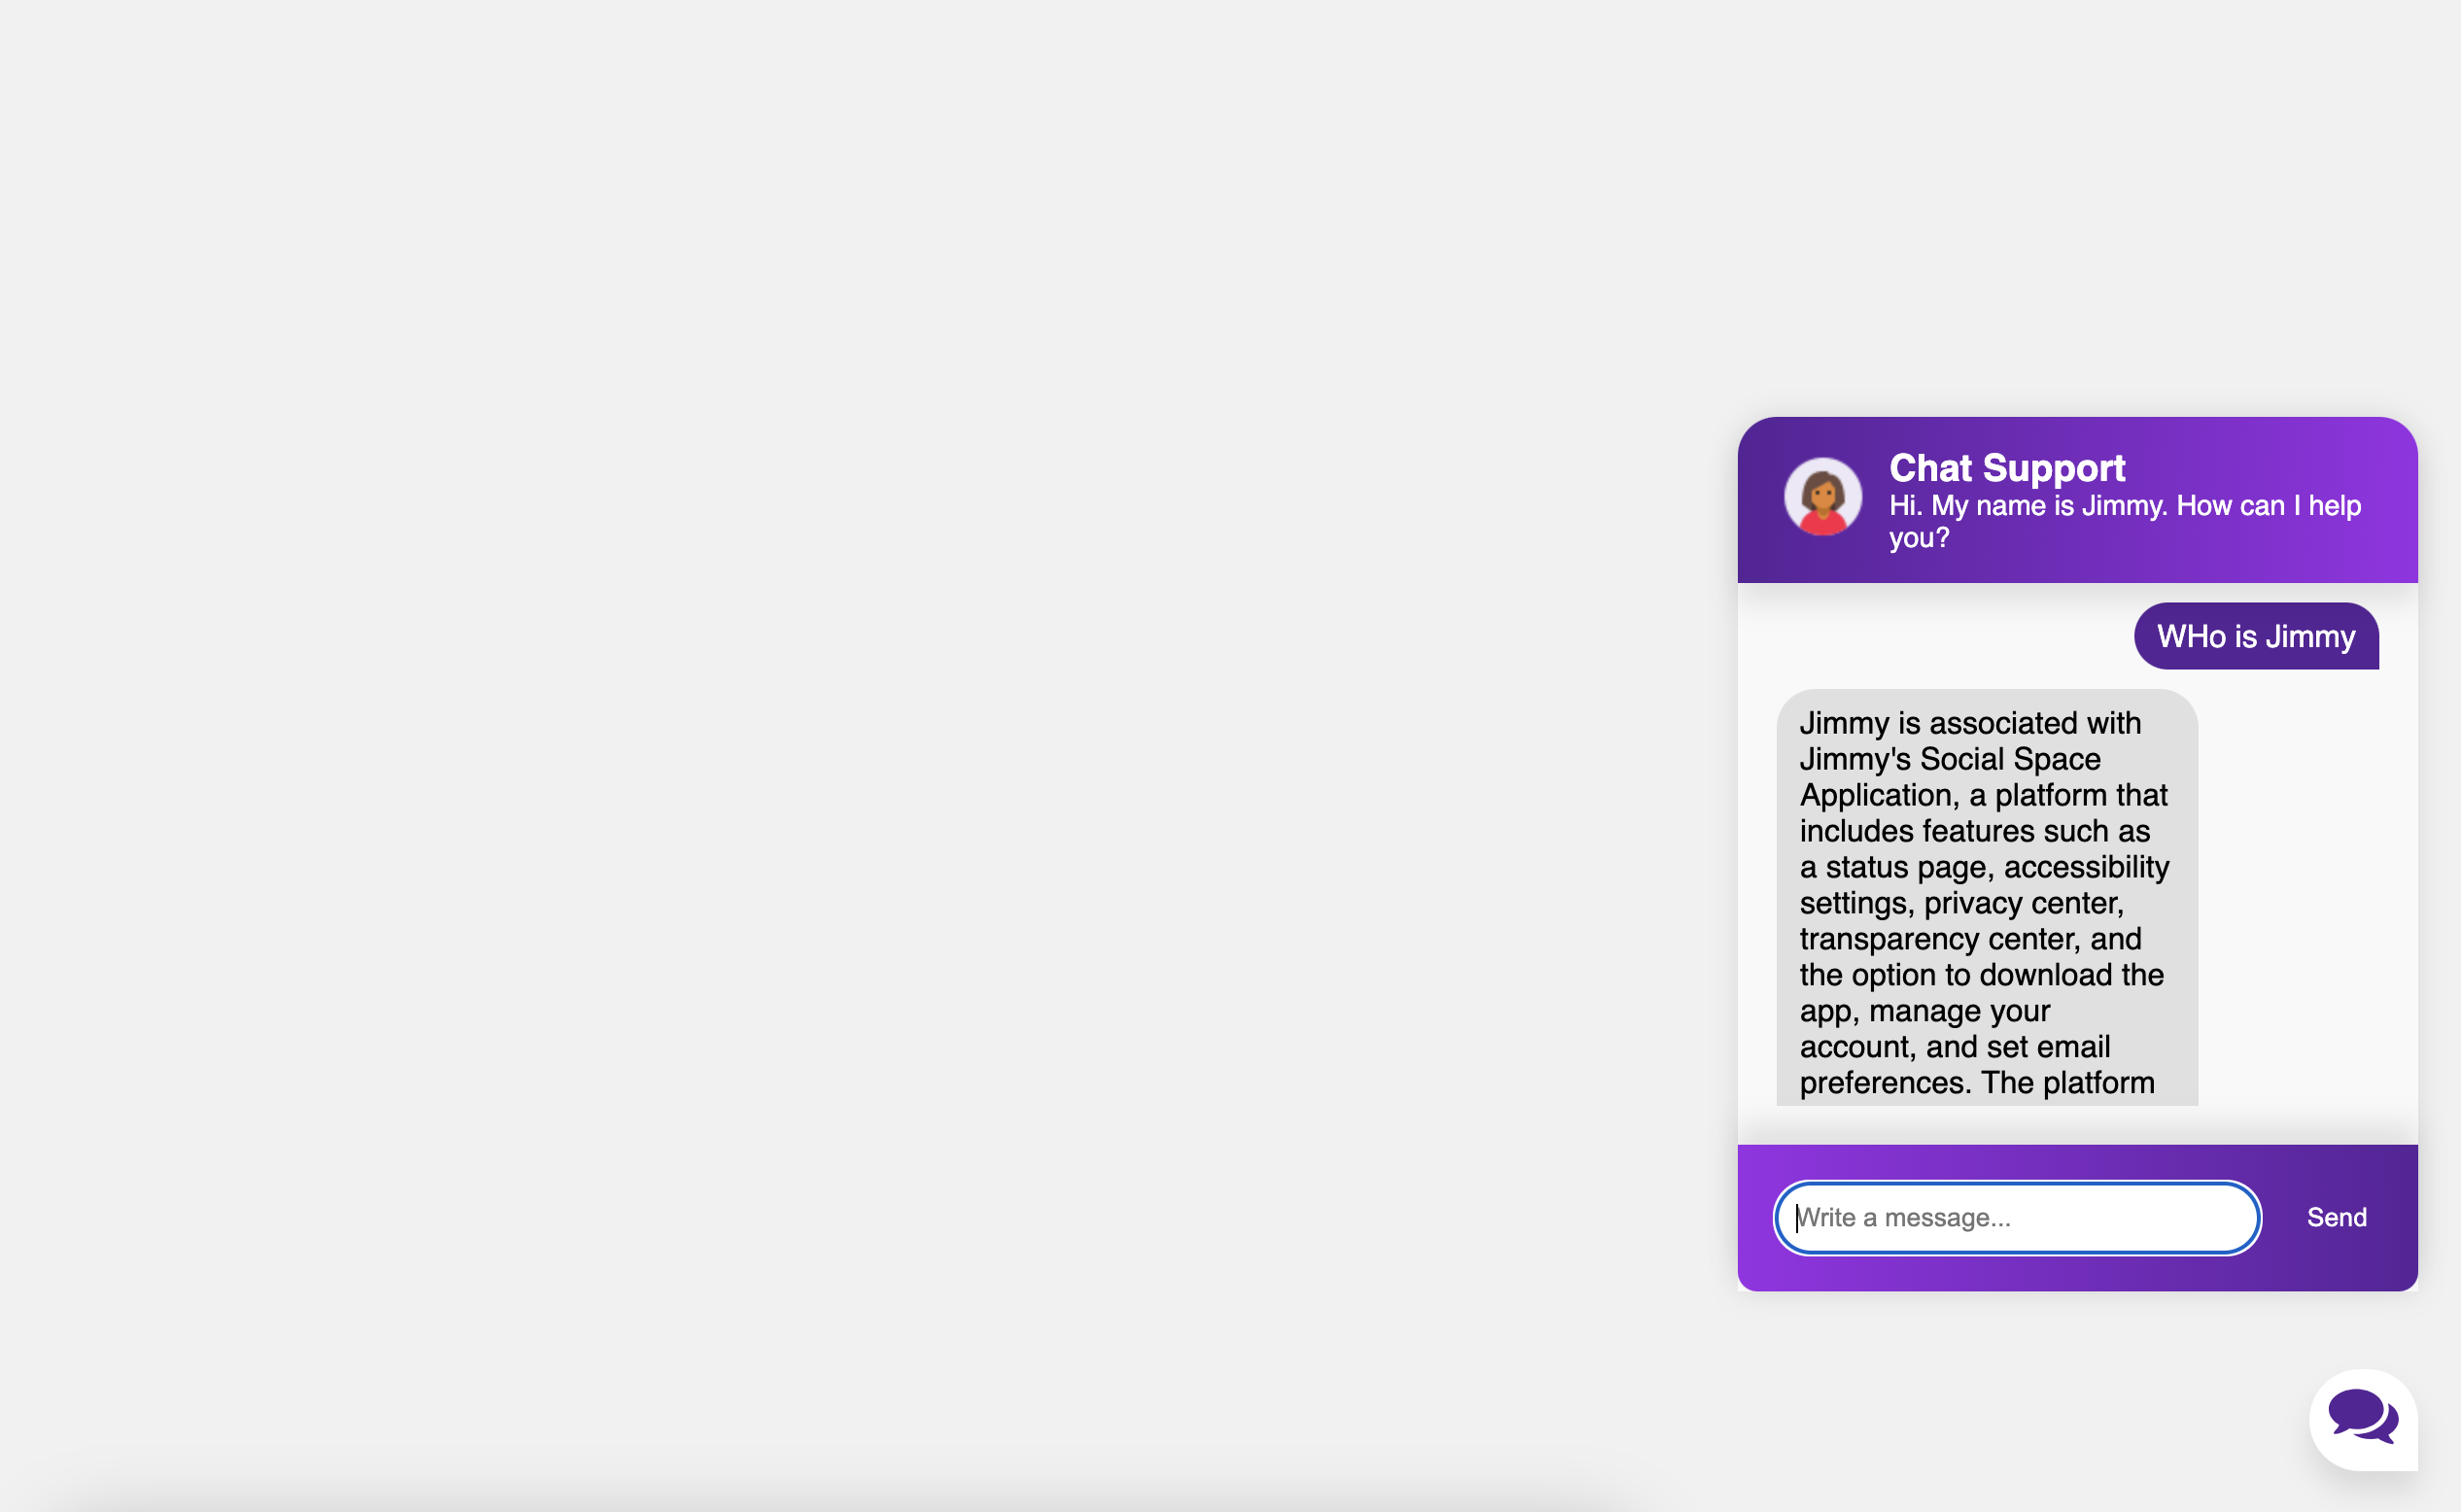 Chat Support
Hi. My name is Jimmy. How can I help
you?
WHo is Jimmy
Jimmy is associated with
Jimmy's Social Space
Application, a platform that
includes features such as
a status page, accessibility
settings, privacy center,
transparency center, and
the option to download the
app, manage your
account, and set email
preferences. The platform
Write a message...
Send